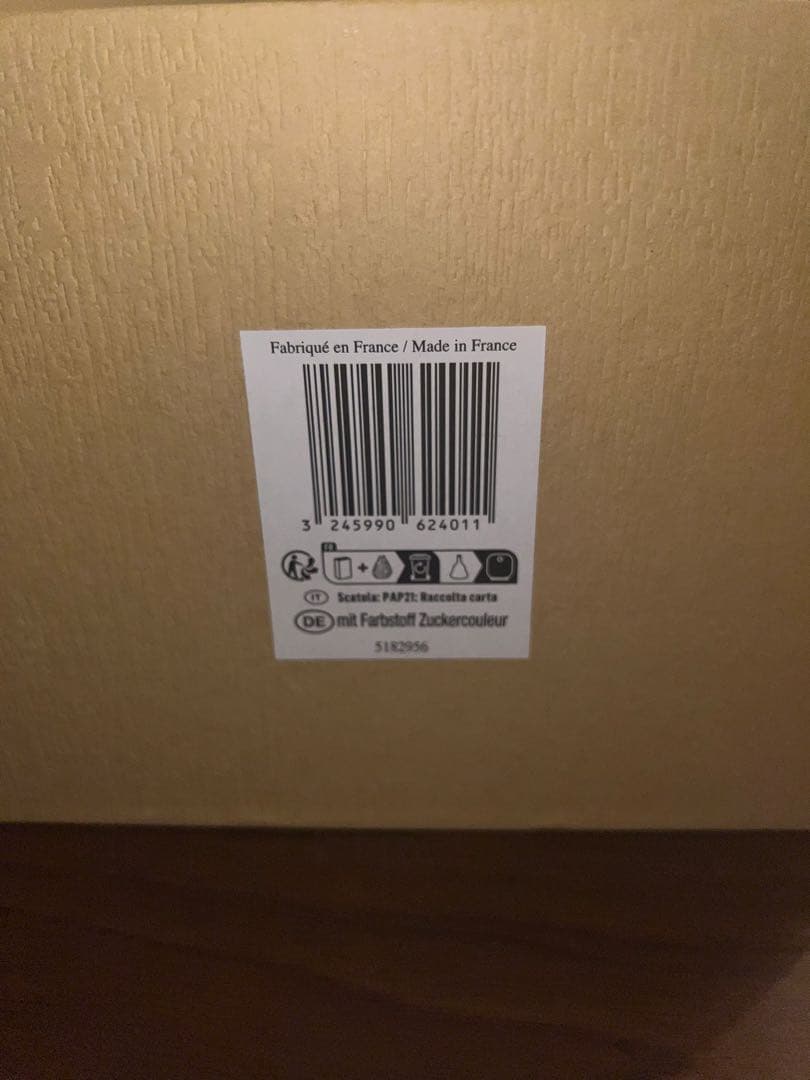 Fabriqué en France / Made in France
3 245990 624011
FR
IT Scatola: PAP21: Raccolta carta
DE mit Farbstoff Zuckercouleur
5182956